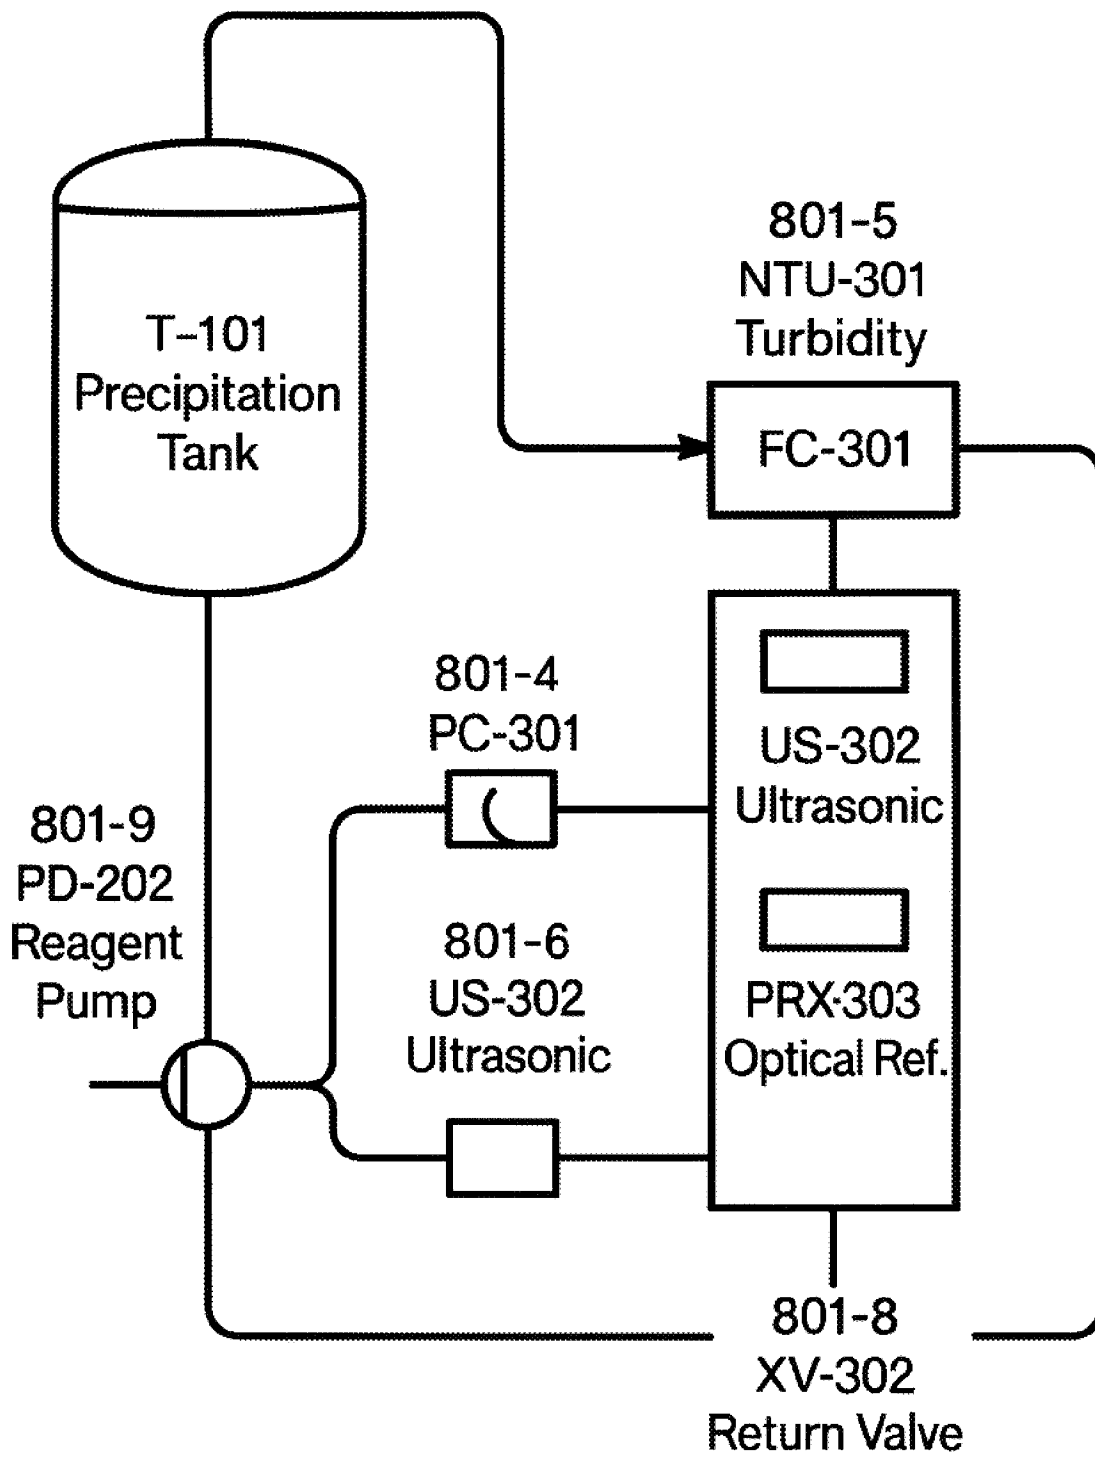 T-101
Precipitation
Tank
801-5
NTU-301
Turbidity
FC-301
801-4
PC-301
US-302
Ultrasonic
801-9
PD-202
Reagent
Pump
801-6
US-302
Ultrasonic
PRX-303
Optical Ref.
801-8
XV-302
Return Valve